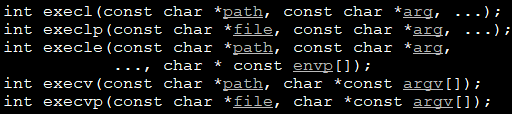 int execl(const char *path, const char *arg, ...);
int execlp(const char *file, const char *arg, ...);
int execle(const char *path, const char *arg,
..., char * const envp[]);
int execv(const char *path, char *const argv[]);
int execvp(const char *file, char *const argv[]);